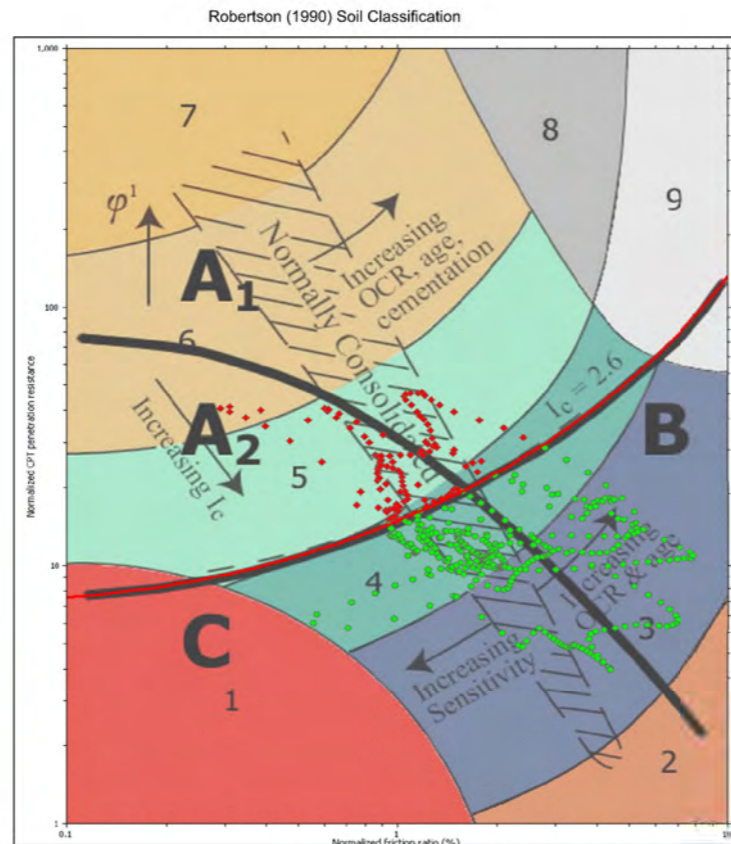 Robertson (1990) Soil Classification
1,000
7
8
9
φ¹
A₁
Increasing
OCR, age,
cementation
Normally Consolidated
100
6
Increasing Ic
A₂
5
Ic = 2.6
B
Normalized CPT penetration resistance
10
4
Increasing
OCR & age
3
C
1
Increasing
Sensitivity
2
1
0.1
1
Normalized friction ratio (%)